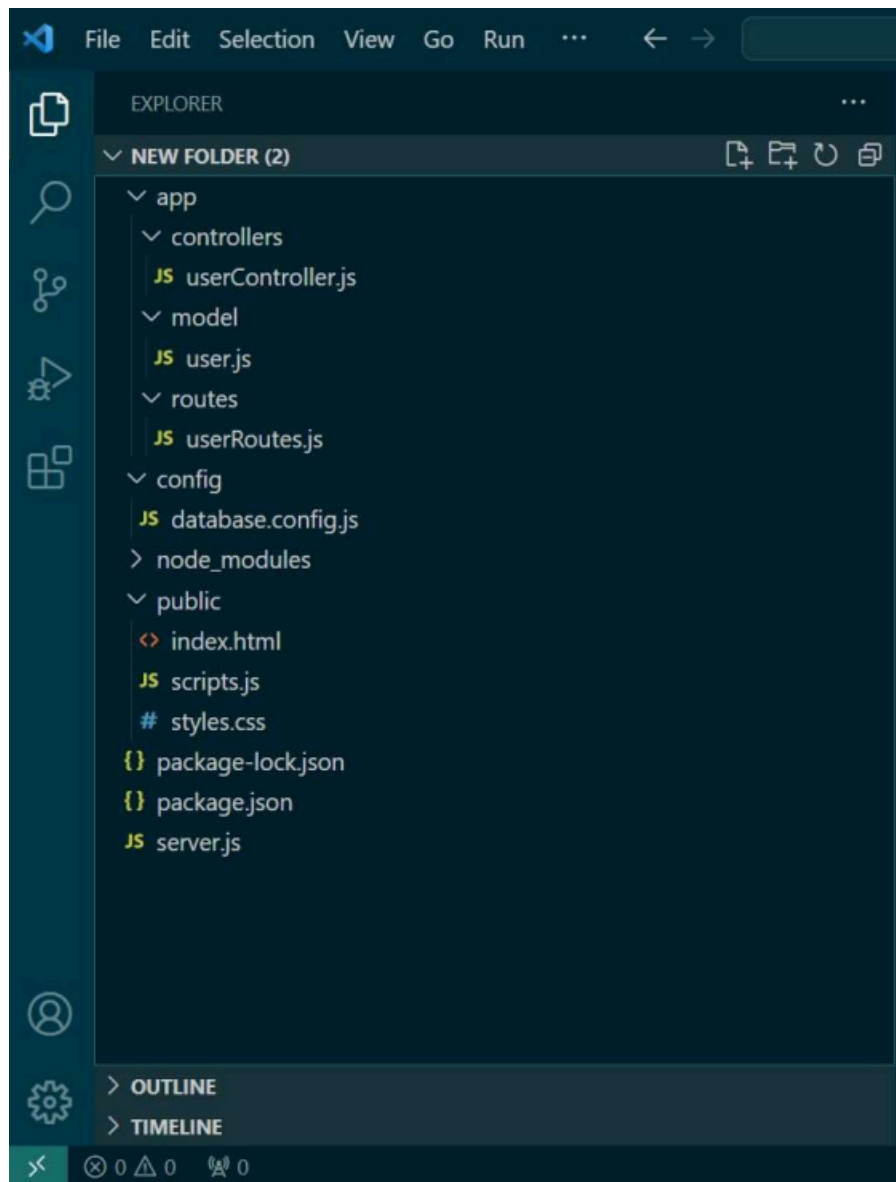 File Edit Selection View Go Run ...
EXPLORER ...
NEW FOLDER (2)
app
controllers
JS userController.js
model
JS user.js
routes
JS userRoutes.js
config
JS database.config.js
node_modules
public
<> index.html
JS scripts.js
# styles.css
{} package-lock.json
{} package.json
JS server.js
OUTLINE
TIMELINE
0 0 0